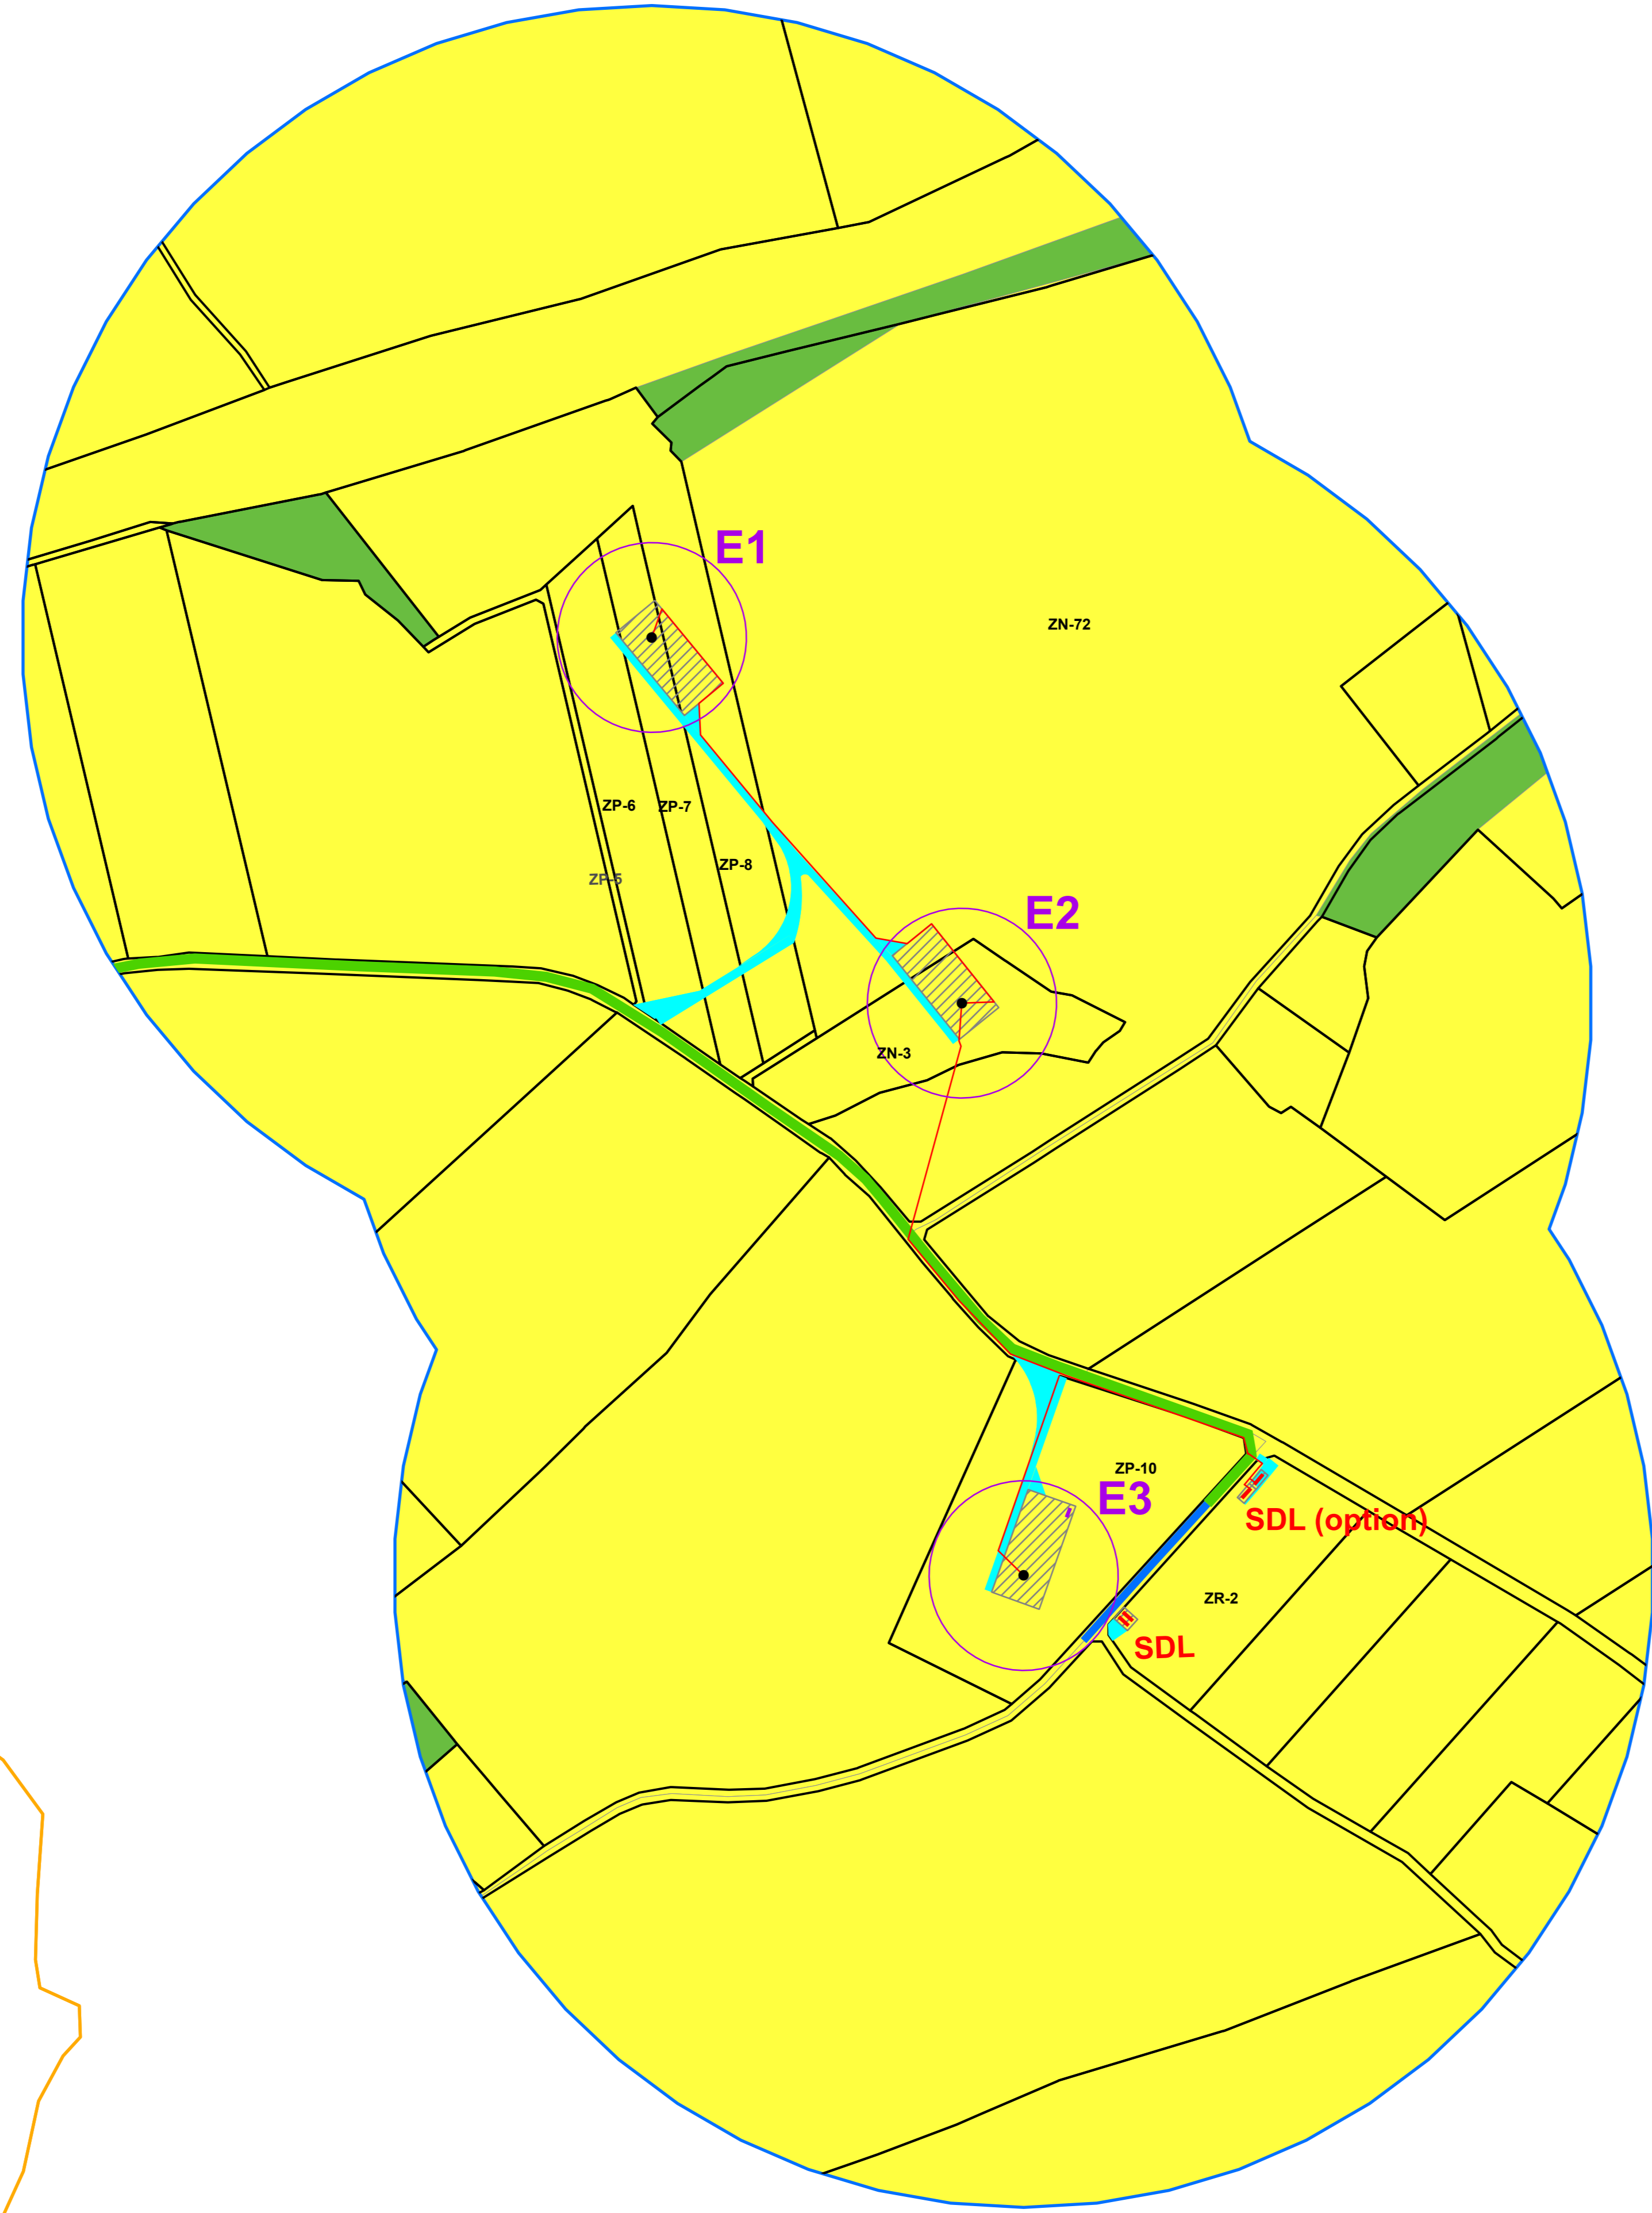 E1
ZN-72
ZP-6
ZP-7
ZP-8
ZP-5
E2
ZN-3
ZP-10
E3
SDL (option)
ZR-2
SDL